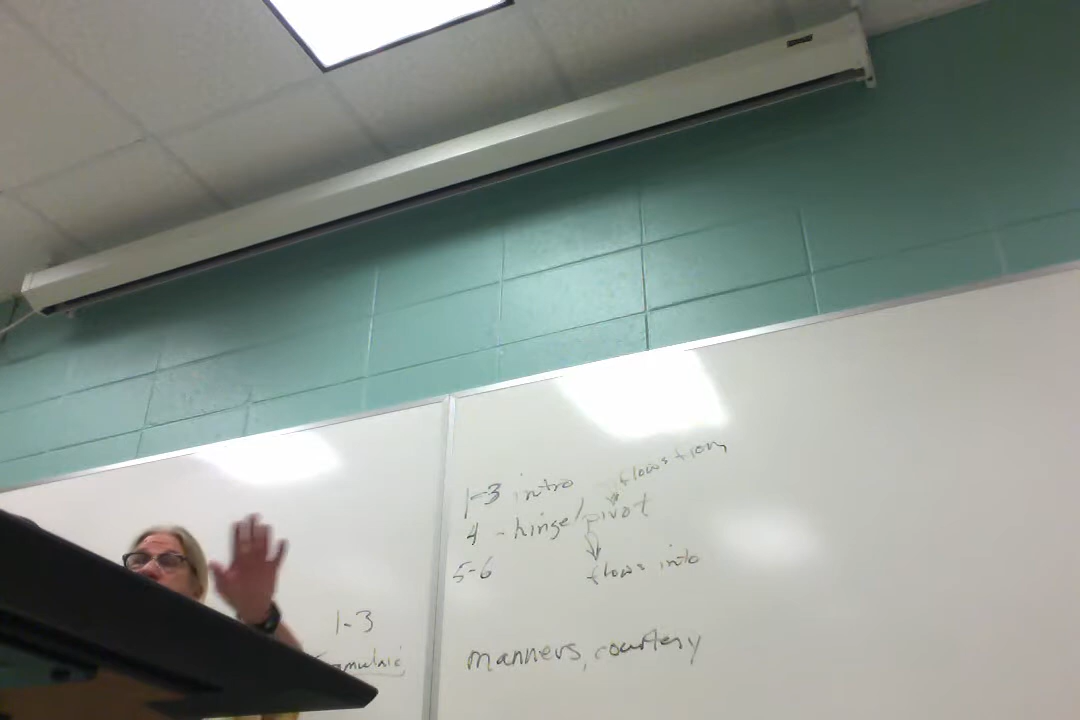 1-3
1-3 intro flows from
4 - hinge/pivot
5-6 flows into
manners, courtesy